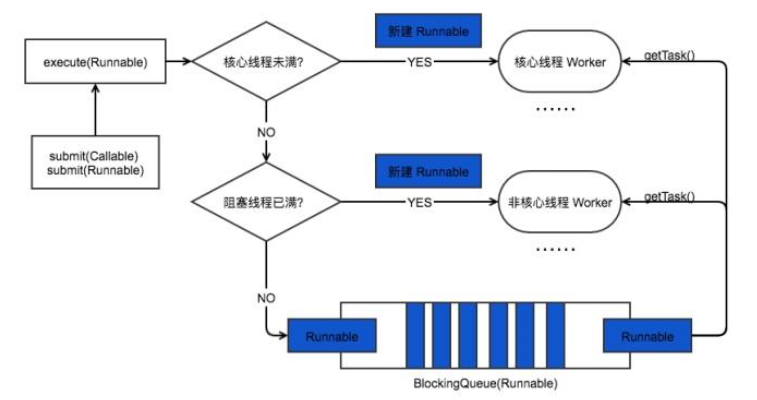 新建 Runnable
execute(Runnable)
核心线程未满?
YES
核心线程 Worker
getTask()
......
NO
submit(Callable)
submit(Runnable)
新建 Runnable
阻塞线程已满?
YES
非核心线程 Worker
getTask()
......
NO
Runnable
Runnable
BlockingQueue(Runnable)